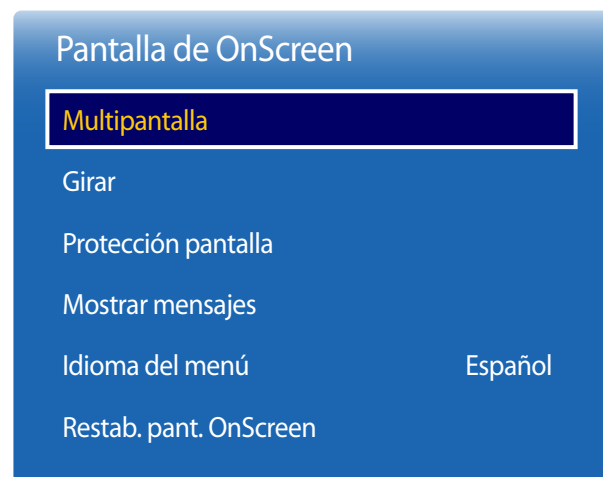 Pantalla de OnScreen
Multipantalla
Girar
Protección pantalla
Mostrar mensajes
Idioma del menú Español
Restab. pant. OnScreen